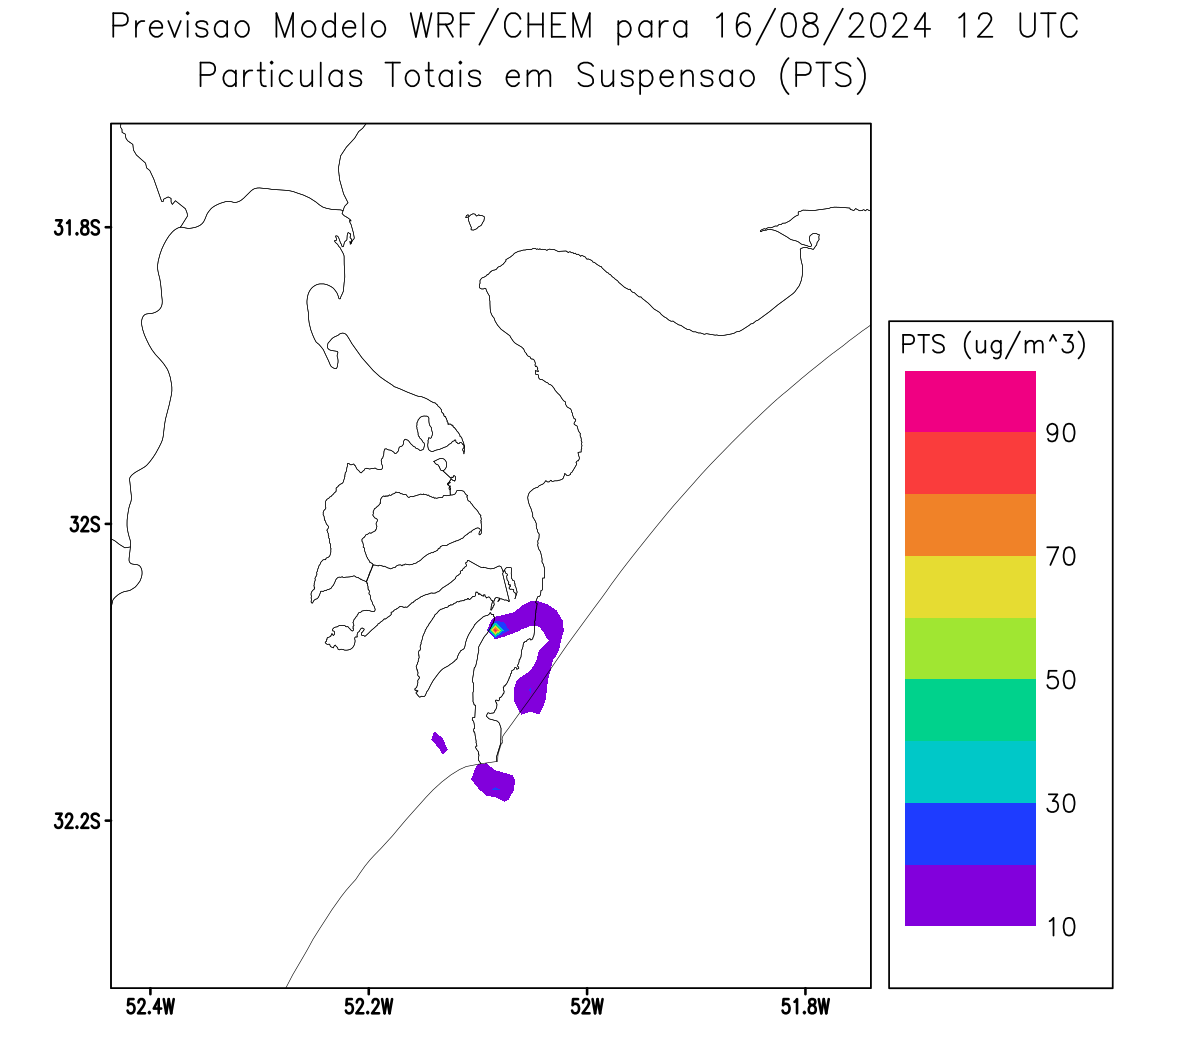 Previsao Modelo WRF/CHEM para 16/08/2024 12 UTC
Particulas Totais em Suspensao (PTS)
31.8S
32S
32.2S
52.4W
52.2W
52W
51.8W
PTS (ug/m^3)
90
70
50
30
10